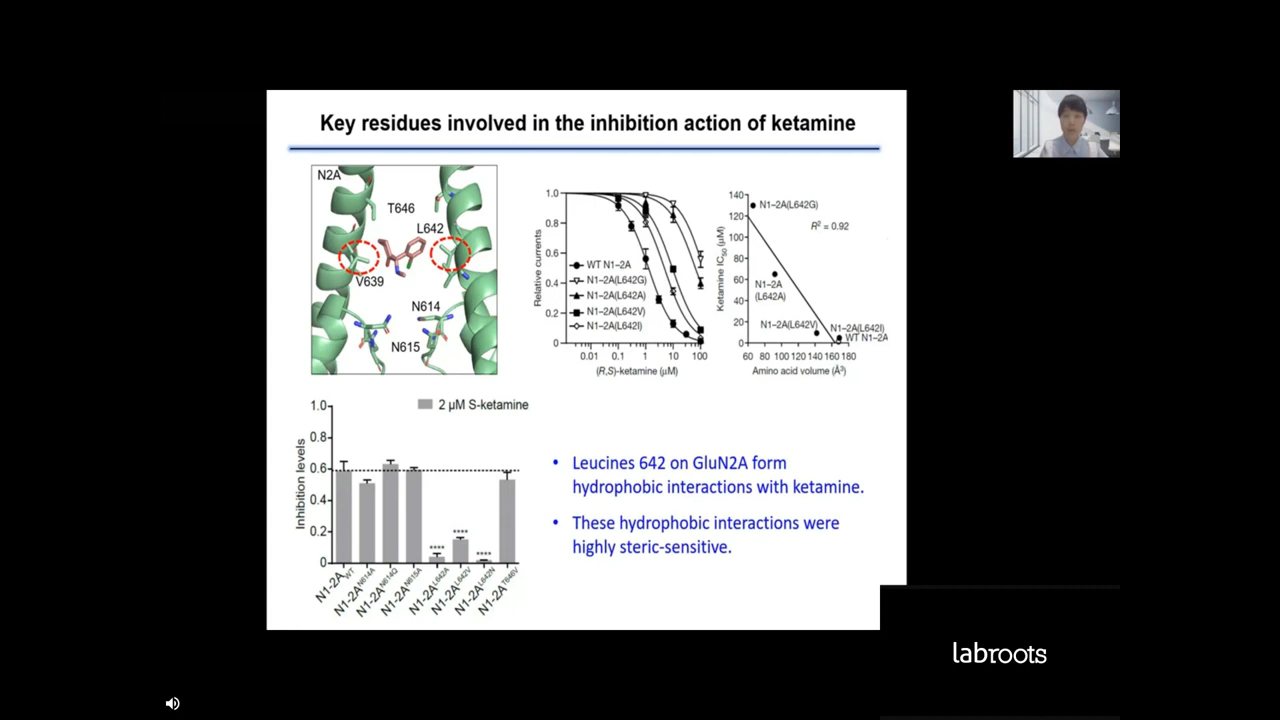 Key residues involved in the inhibition action of ketamine
N2A
T646
L642
V639
N614
N615
1.0
0.8
0.6
0.4
0.2
0
Relative currents
WT N1–2A
N1–2A(L642G)
N1–2A(L642A)
N1–2A(L642V)
N1–2A(L642I)
0.01 0.1 1 10 100
(R,S)-ketamine (µM)
140
120
100
80
60
40
20
0
Ketamine IC50 (µM)
N1–2A(L642G)
R² = 0.92
N1–2A
(L642A)
N1–2A(L642V)
N1–2A(L642I)
WT N1–2A
60 80 100 120 140 160 180
Amino acid volume (Å³)
2 µM S-ketamine
1.0
0.8
0.6
0.4
0.2
0
Inhibition levels
****
****
****
N1-2A WT
N1-2A N614A
N1-2A N614Q
N1-2A N615A
N1-2A L642A
N1-2A L642V
N1-2A L642N
N1-2A T646V
• Leucines 642 on GluN2A form
hydrophobic interactions with ketamine.
• These hydrophobic interactions were
highly steric-sensitive.
labroots